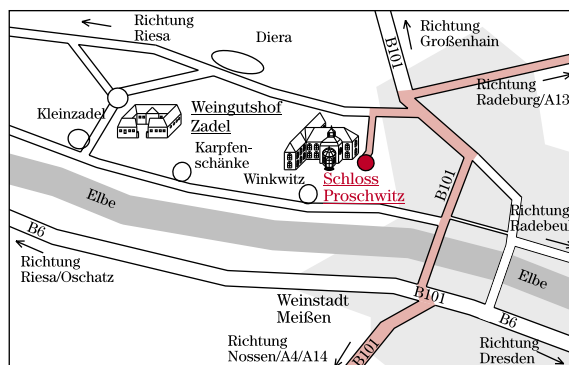 Richtung
Riesa
Diera
B101
Richtung
Großenhain
Richtung
Radeburg/A13
Kleinzadel
Weingutshof
Zadel
Karpfen-
schänke
Winkwitz
Schloss
Proschwitz
B101
Elbe
Richtung
Radebeul
B6
Richtung
Riesa/Oschatz
Elbe
Weinstadt
Meißen
B101
B6
Richtung
Nossen/A4/A14
B101
Richtung
Dresden